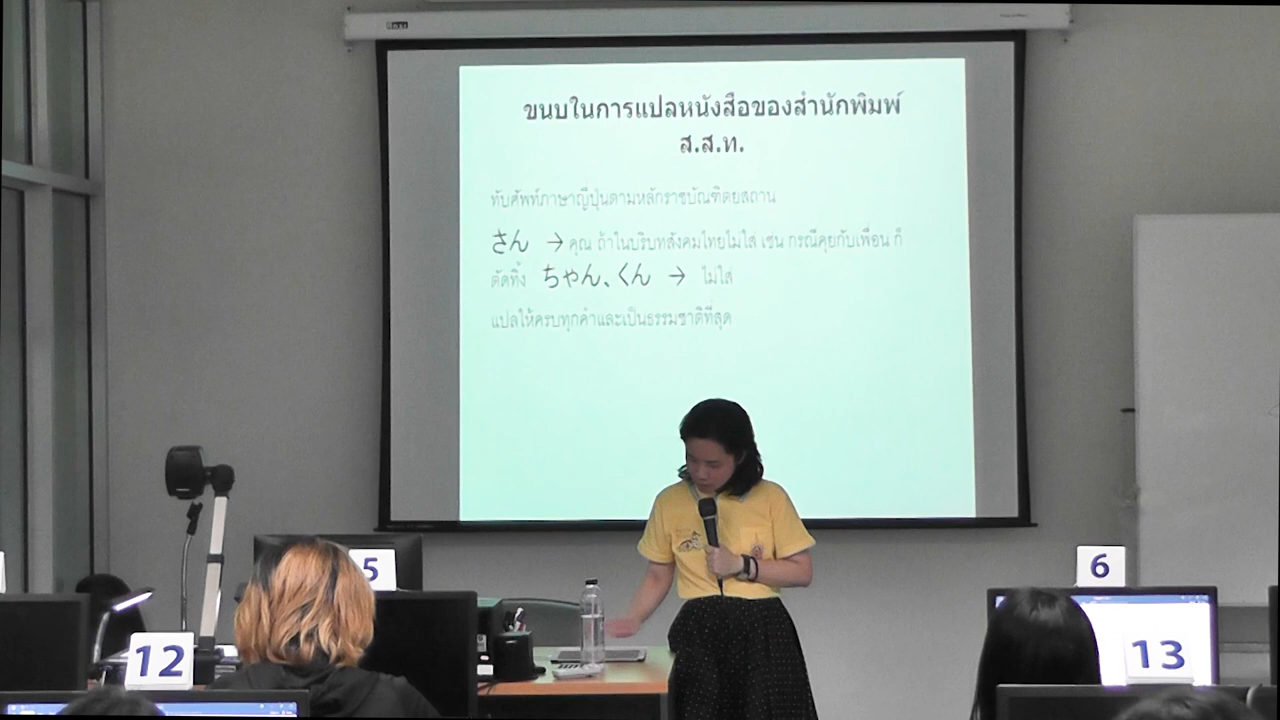 ขนบในการแปลหนังสือของสำนักพิมพ์
ส.ส.ท.
ทับศัพท์ภาษาญี่ปุ่นตามหลักราชบัณฑิตยสถาน
さん → คุณ ถ้าในบริบทสังคมไทยไม่ใส่ เช่น กรณีคุยกับเพื่อน ก็
ตัดทิ้ง ちゃん、くん → ไม่ใส่
แปลให้ครบทุกคำและเป็นธรรมชาติที่สุด
5
6
12
13